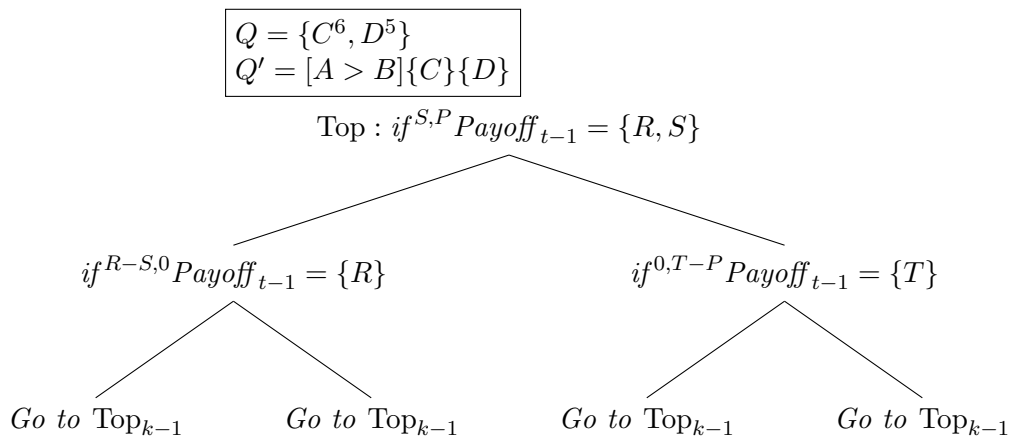 Q = {C^6, D^5}
Q' = [A > B]{C}{D}
Top : if^{S,P} Payoff_{t−1} = {R, S}
if^{R−S,0} Payoff_{t−1} = {R}
if^{0,T−P} Payoff_{t−1} = {T}
Go to Top_{k−1}
Go to Top_{k−1}
Go to Top_{k−1}
Go to Top_{k−1}